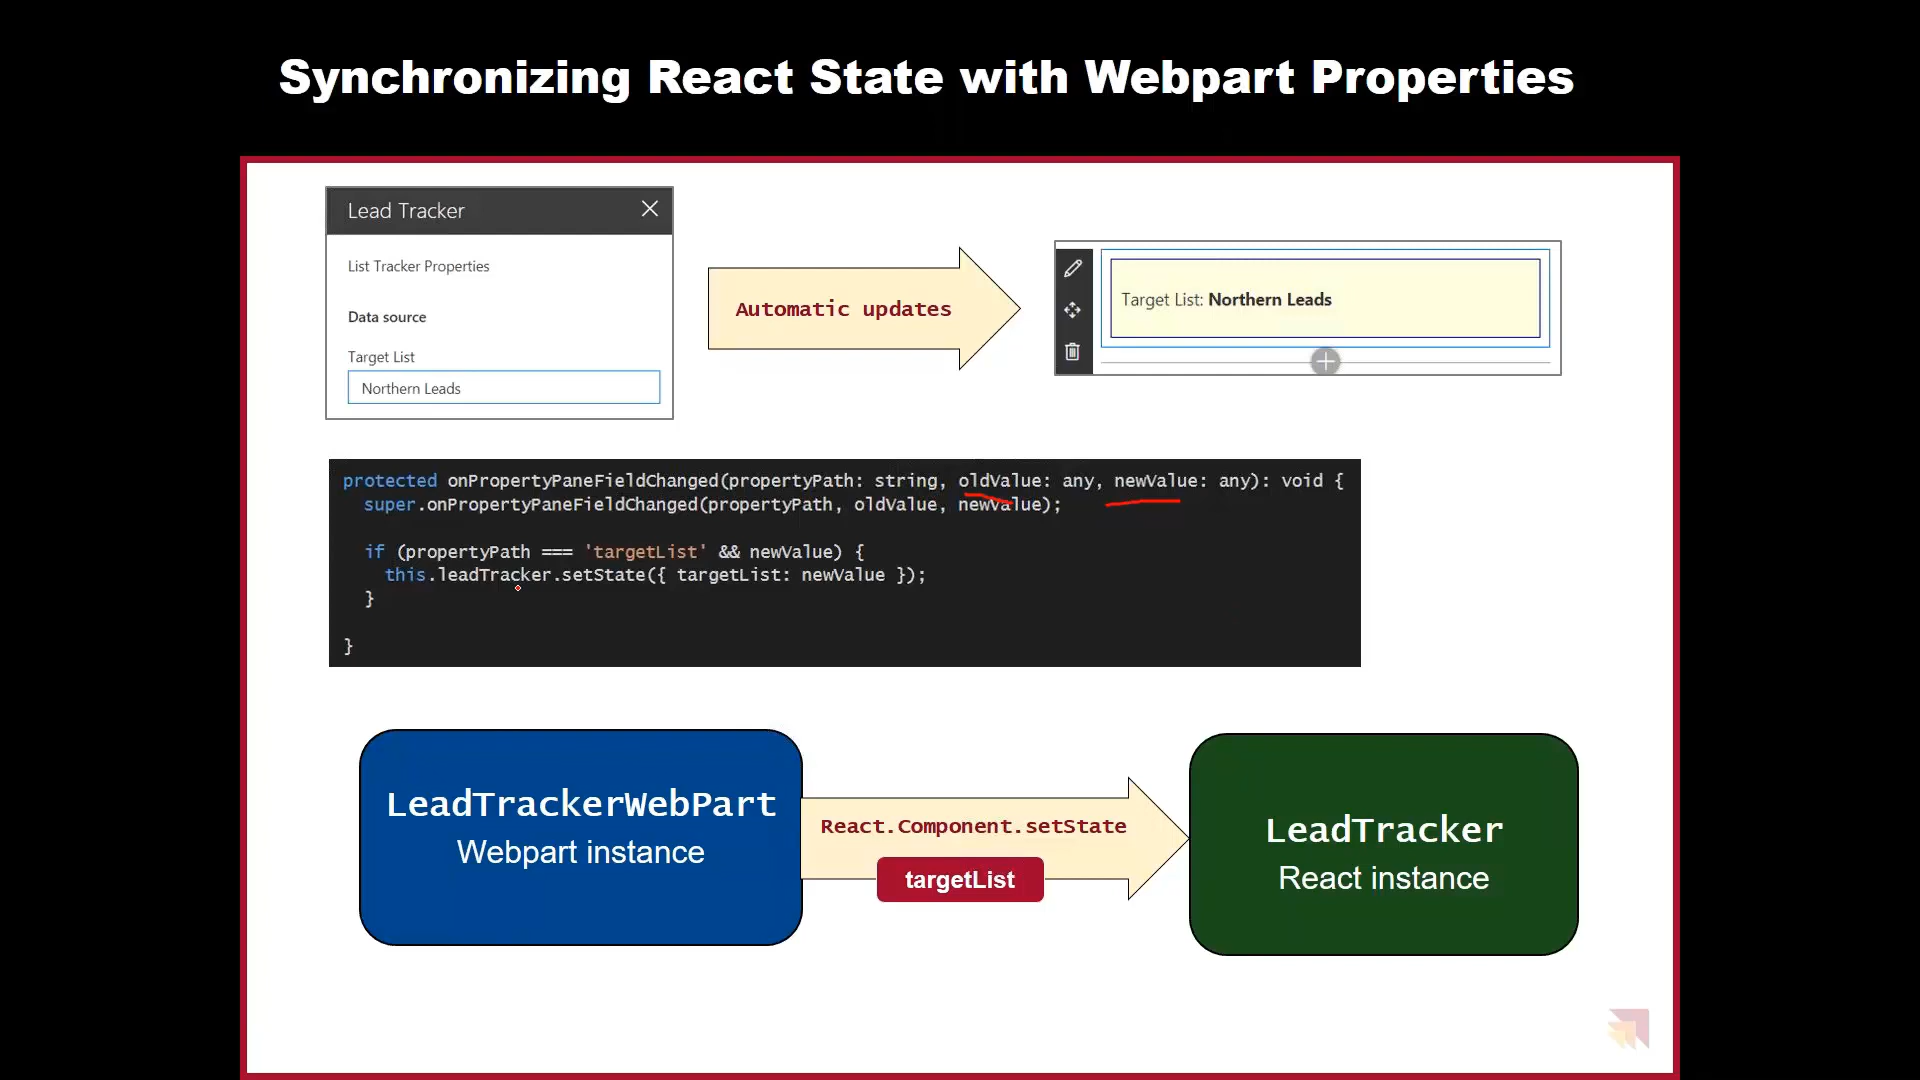 Synchronizing React State with Webpart Properties
Lead Tracker
List Tracker Properties
Data source
Target List
Northern Leads
Automatic updates
Target List: Northern Leads
protected onPropertyPaneFieldChanged(propertyPath: string, oldValue: any, newValue: any): void {
super.onPropertyPaneFieldChanged(propertyPath, oldValue, newValue);
if (propertyPath === 'targetList' && newValue) {
this.leadTracker.setState({ targetList: newValue });
}
}
LeadTrackerWebPart
Webpart instance
React.Component.setState
targetList
LeadTracker
React instance